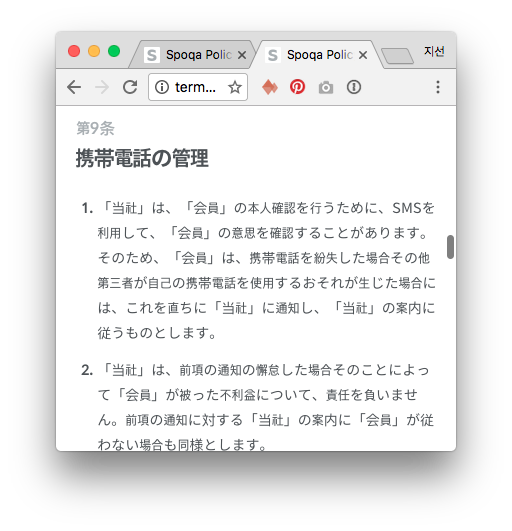 Spoqa Polic
Spoqa Polic
지선
term...
第9条
携帯電話の管理
1. 「当社」は、「会員」の本人確認を行うために、SMSを
利用して、「会員」の意思を確認することがあります。
そのため、「会員」は、携帯電話を紛失した場合その他
第三者が自己の携帯電話を使用するおそれが生じた場合に
は、これを直ちに「当社」に通知し、「当社」の案内に
従うものとします。
2. 「当社」は、前項の通知の懈怠した場合そのことによっ
て「会員」が被った不利益について、責任を負いませ
ん。前項の通知に対する「当社」の案内に「会員」が従
わない場合も同様とします。